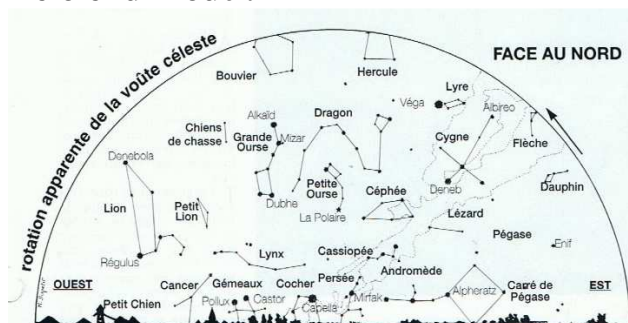 rotation apparente de la voûte céleste
FACE AU NORD
Bouvier
Hercule
Lyre
Véga
Albireo
Alkaïd
Dragon
Chiens
de chasse
Grande
Ourse
Mizar
Cygne
Flèche
Denebola
Petite
Ourse
Dubhe
Céphée
Deneb
Dauphin
Lion
Petit
Lion
La Polaire
Lézard
Pégase
Enif
Régulus
Lynx
Cassiopée
OUEST
Cancer
Gémeaux
Cocher
Persée
Andromède
EST
Petit Chien
Pollux
Castor
Capella
Mirfak
Alpheratz
Carré de
Pégase